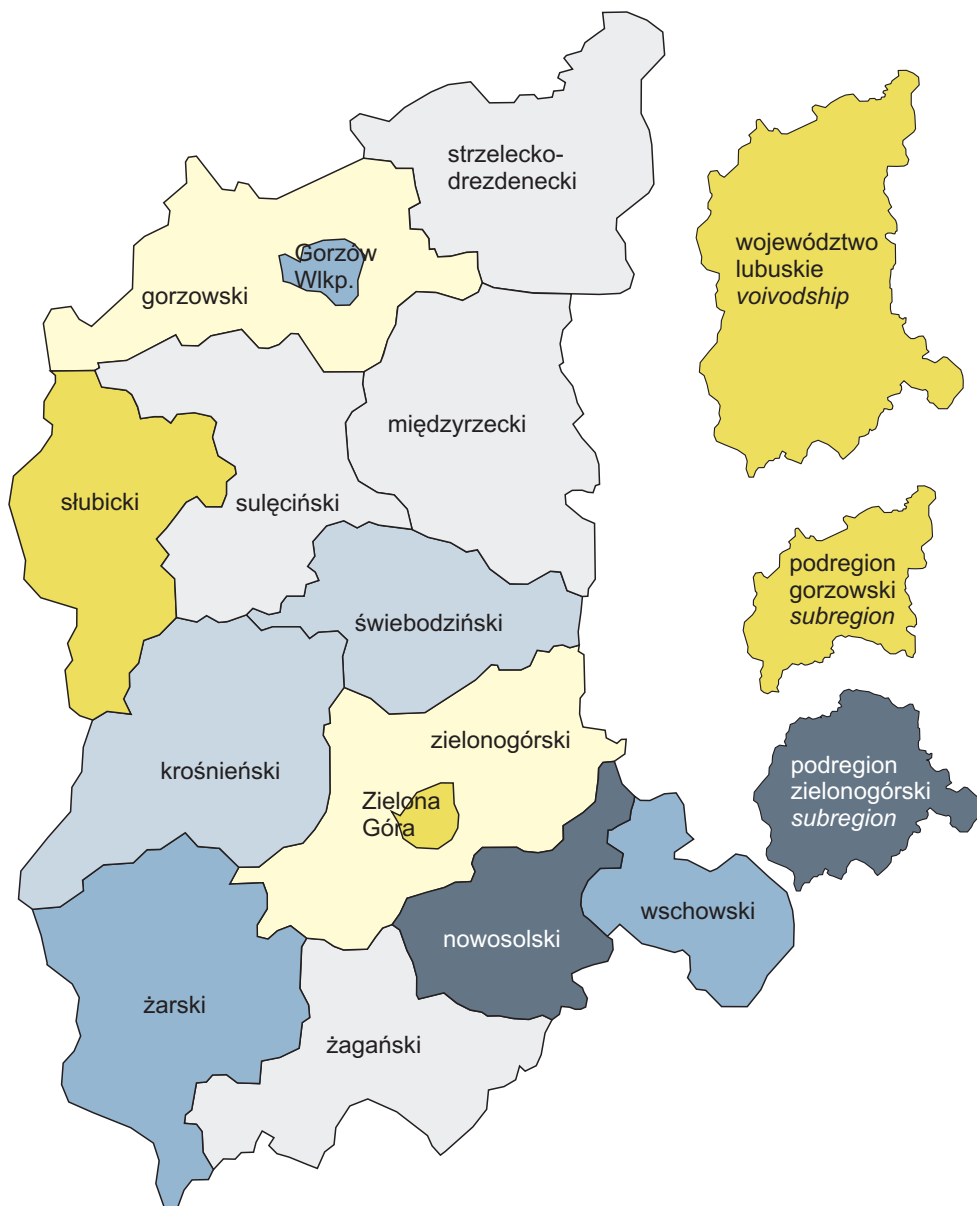 strzelecko-
drezdenecki
Gorzów
Wlkp.
gorzowski
województwo
lubuskie
voivodship
międzyrzecki
słubicki
sulęciński
podregion
gorzowski
subregion
świebodziński
zielonogórski
krośnieński
podregion
zielonogórski
subregion
Zielona
Góra
wschowski
nowosolski
żarski
żagański